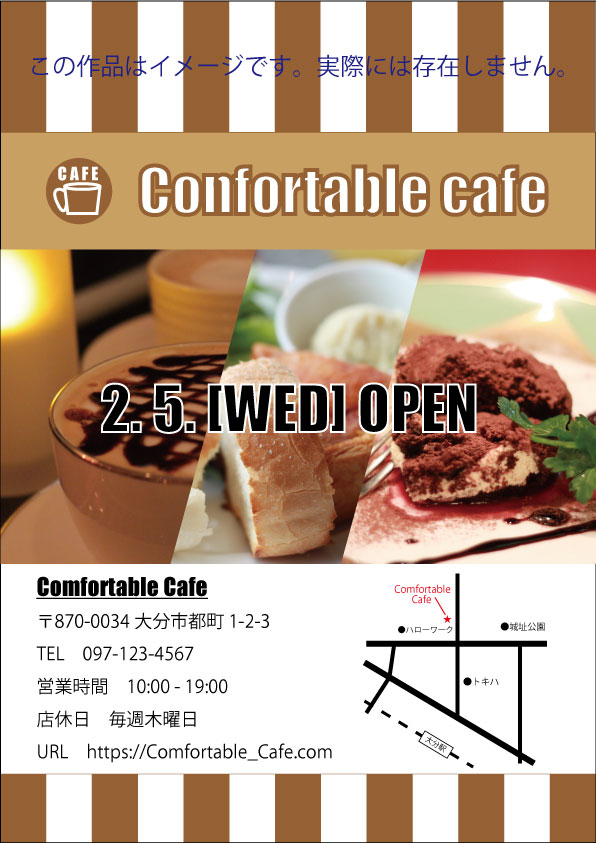 この作品はイメージです。実際には存在しません。
CAFE
Confortable cafe
2. 5. [WED] OPEN
Comfortable Cafe
〒870-0034 大分市都町 1-2-3
TEL 097-123-4567
営業時間 10:00 - 19:00
店休日 毎週木曜日
URL https://Comfortable_Cafe.com
Comfortable
Cafe
●ハローワーク
●城址公園
●トキハ
大分駅